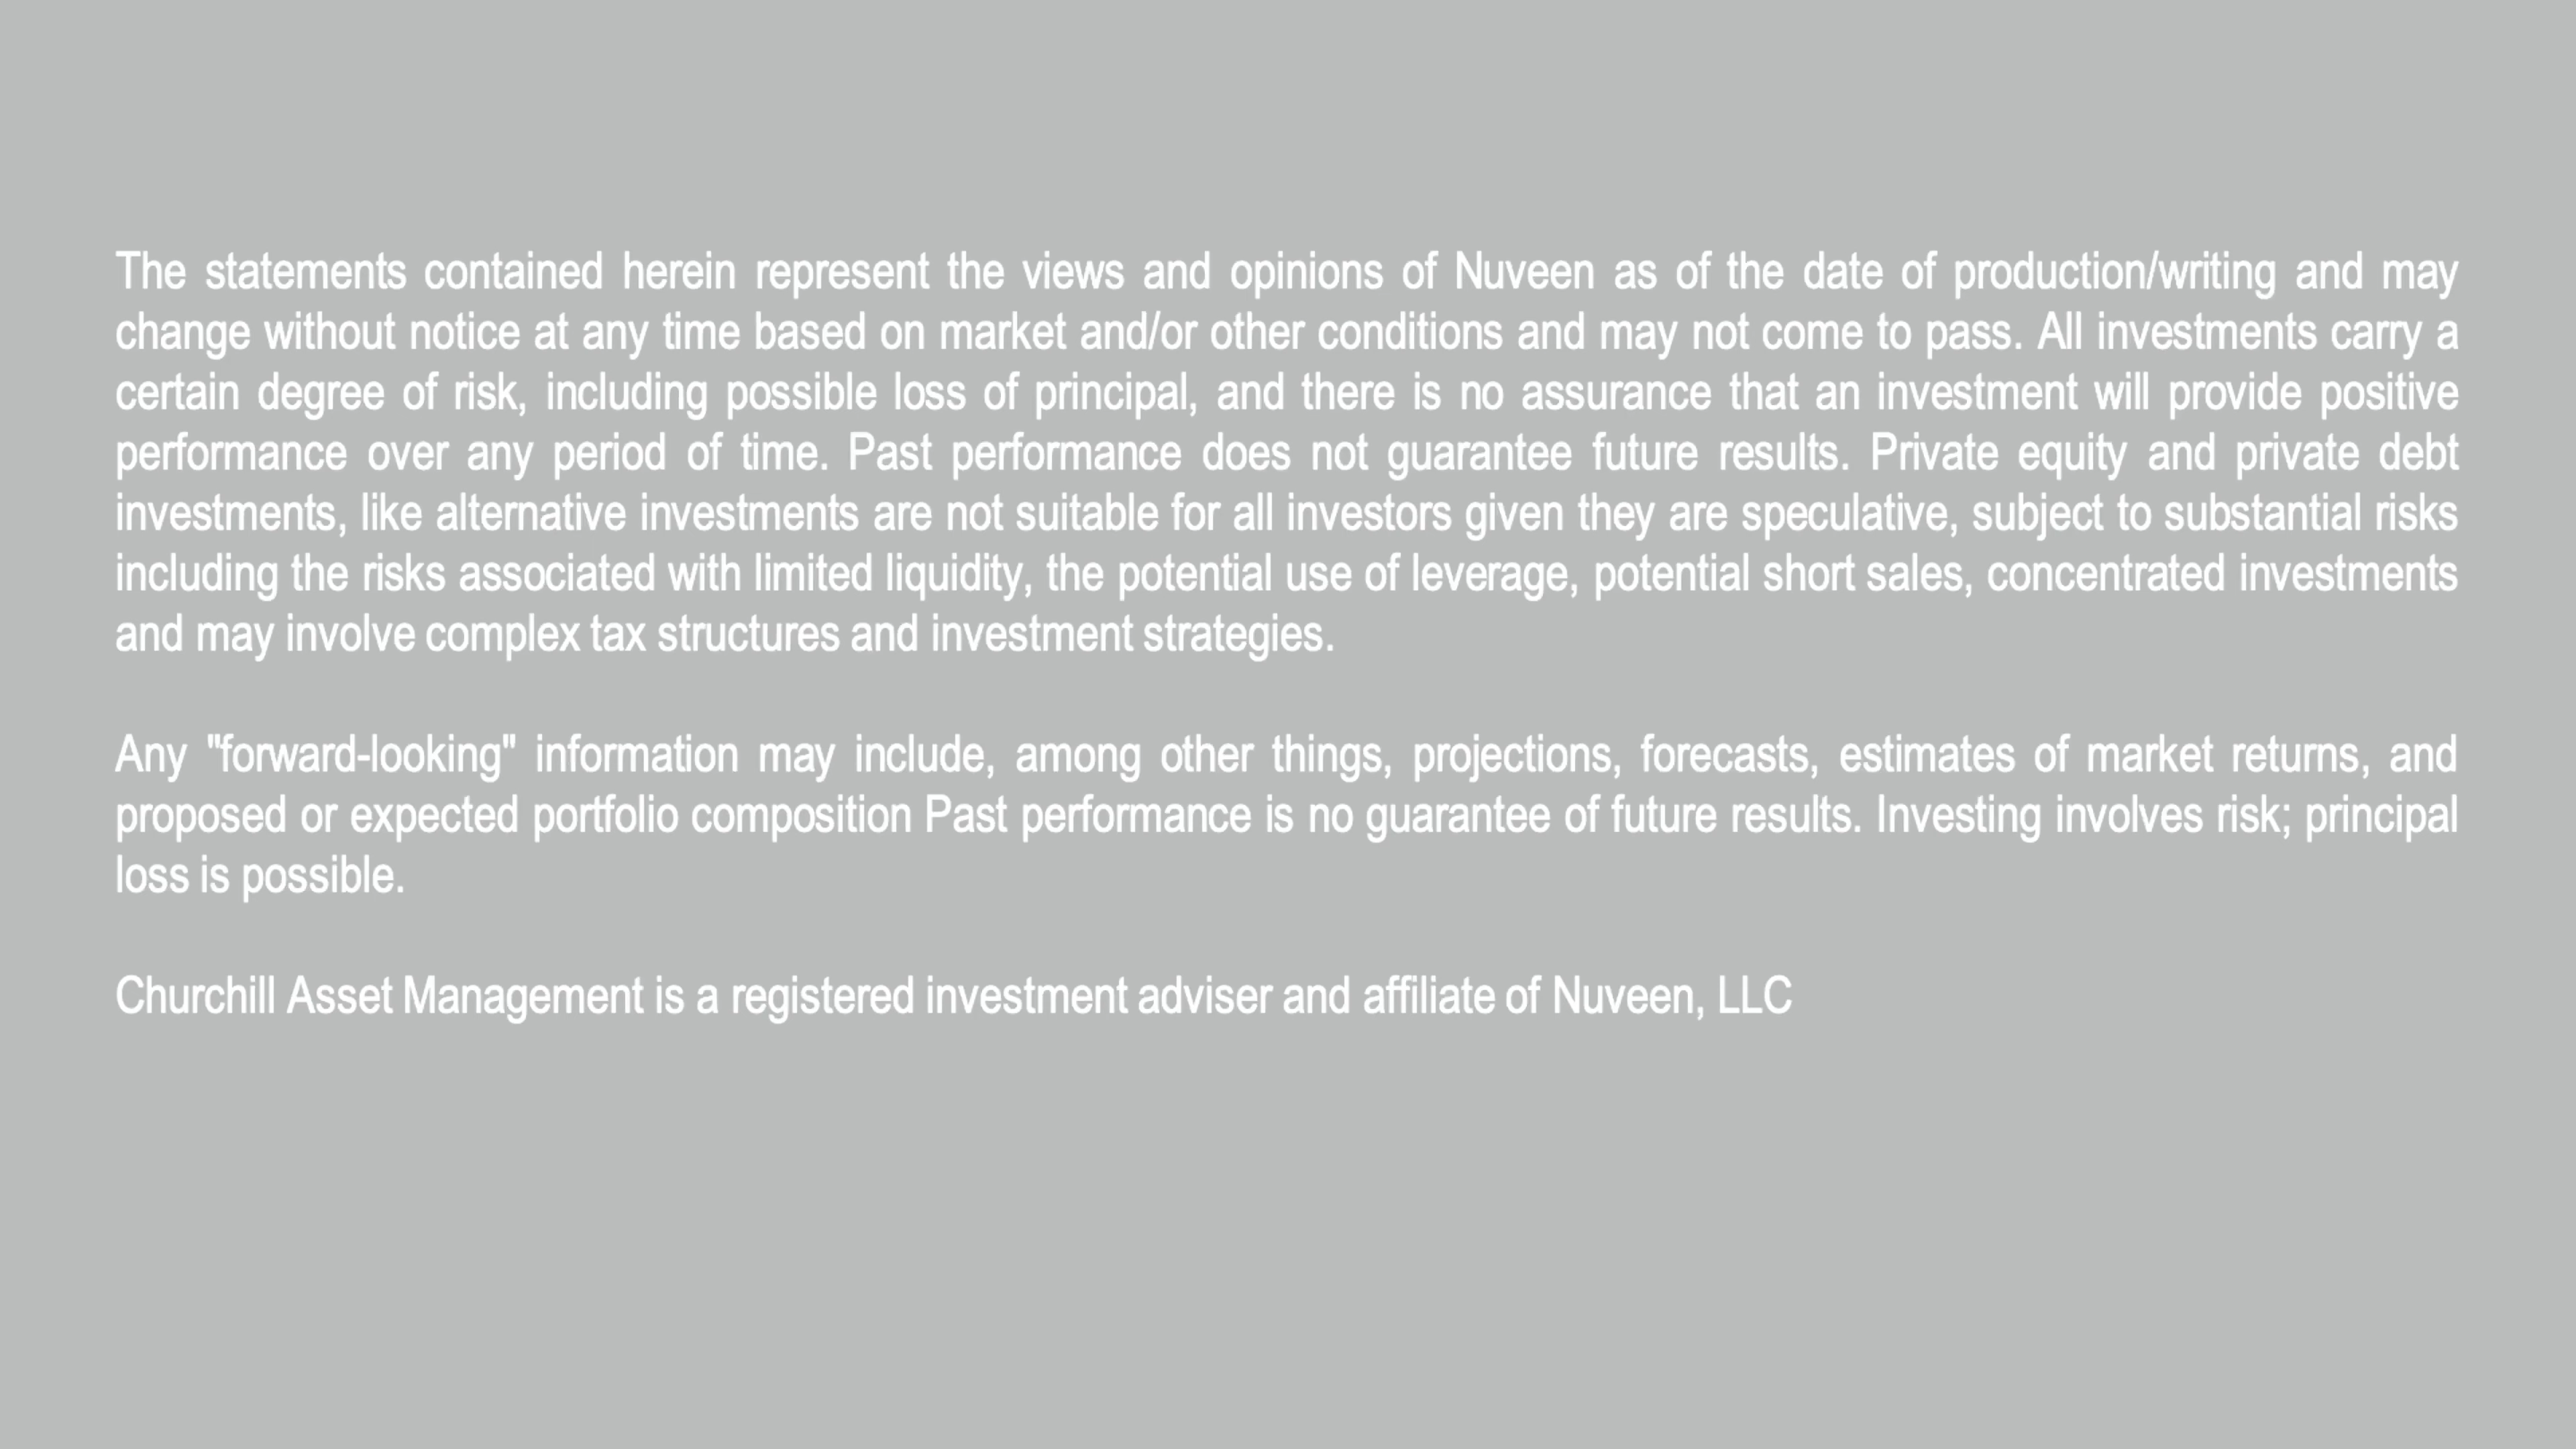 The statements contained herein represent the views and opinions of Nuveen as of the date of production/writing and may
change without notice at any time based on market and/or other conditions and may not come to pass. All investments carry a
certain degree of risk, including possible loss of principal, and there is no assurance that an investment will provide positive
performance over any period of time. Past performance does not guarantee future results. Private equity and private debt
investments, like alternative investments are not suitable for all investors given they are speculative, subject to substantial risks
including the risks associated with limited liquidity, the potential use of leverage, potential short sales, concentrated investments
and may involve complex tax structures and investment strategies.
Any "forward-looking" information may include, among other things, projections, forecasts, estimates of market returns, and
proposed or expected portfolio composition Past performance is no guarantee of future results. Investing involves risk; principal
loss is possible.
Churchill Asset Management is a registered investment adviser and affiliate of Nuveen, LLC